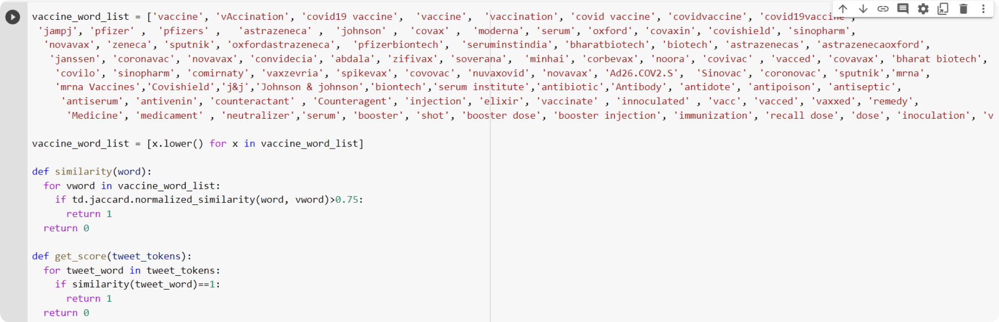 vaccine_word_list = ['vaccine', 'vAccination', 'covid19 vaccine', 'vaccine', 'vaccination', 'covid vaccine', 'covidvaccine', 'covid19vaccine',
'jampj', 'pfizer' , 'pfizers' , 'astrazeneca' , 'johnson' , 'covax' , 'moderna', 'serum', 'oxford', 'covaxin', 'covishield', 'sinopharm',
'novavax', 'zeneca', 'sputnik', 'oxfordastrazeneca', 'pfizerbiontech', 'seruminstindia', 'bharatbiotech', 'biotech', 'astrazenecas', 'astrazenecaoxford',
'janssen', 'coronavac', 'novavax', 'convidecia', 'abdala', 'zifivax', 'soverana', 'minhai', 'corbevax', 'noora', 'covivac' , 'vacced', 'covavax', 'bharat biotech',
'covilo', 'sinopharm', 'comirnaty', 'vaxzevria', 'spikevax', 'covovac', 'nuvaxovid', 'novavax', 'Ad26.COV2.S', 'Sinovac', 'coronovac', 'sputnik','mrna',
'mrna Vaccines','Covishield','j&j','Johnson & johnson','biontech','serum institute','antibiotic','Antibody', 'antidote', 'antipoison', 'antiseptic',
'antiserum', 'antivenin', 'counteractant' , 'Counteragent', 'injection', 'elixir', 'vaccinate' , 'innoculated' , 'vacc', 'vacced', 'vaxxed', 'remedy',
'Medicine', 'medicament' , 'neutralizer','serum', 'booster', 'shot', 'booster dose', 'booster injection', 'immunization', 'recall dose', 'dose', 'inoculation', 'v
vaccine_word_list = [x.lower() for x in vaccine_word_list]
def similarity(word):
for vword in vaccine_word_list:
if td.jaccard.normalized_similarity(word, vword)>0.75:
return 1
return 0
def get_score(tweet_tokens):
for tweet_word in tweet_tokens:
if similarity(tweet_word)==1:
return 1
return 0